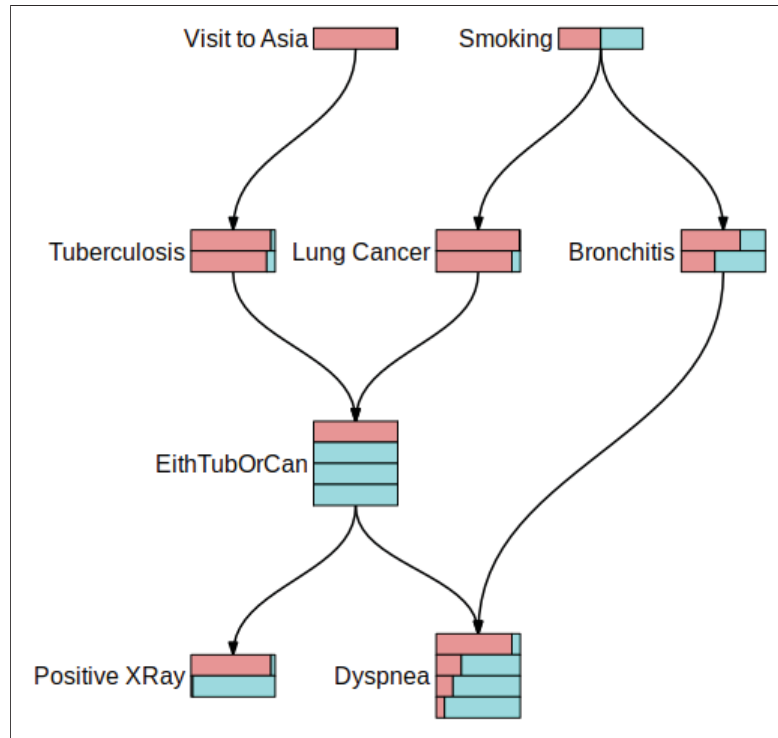 Visit to Asia
Smoking
Tuberculosis
Lung Cancer
Bronchitis
EithTubOrCan
Positive XRay
Dyspnea